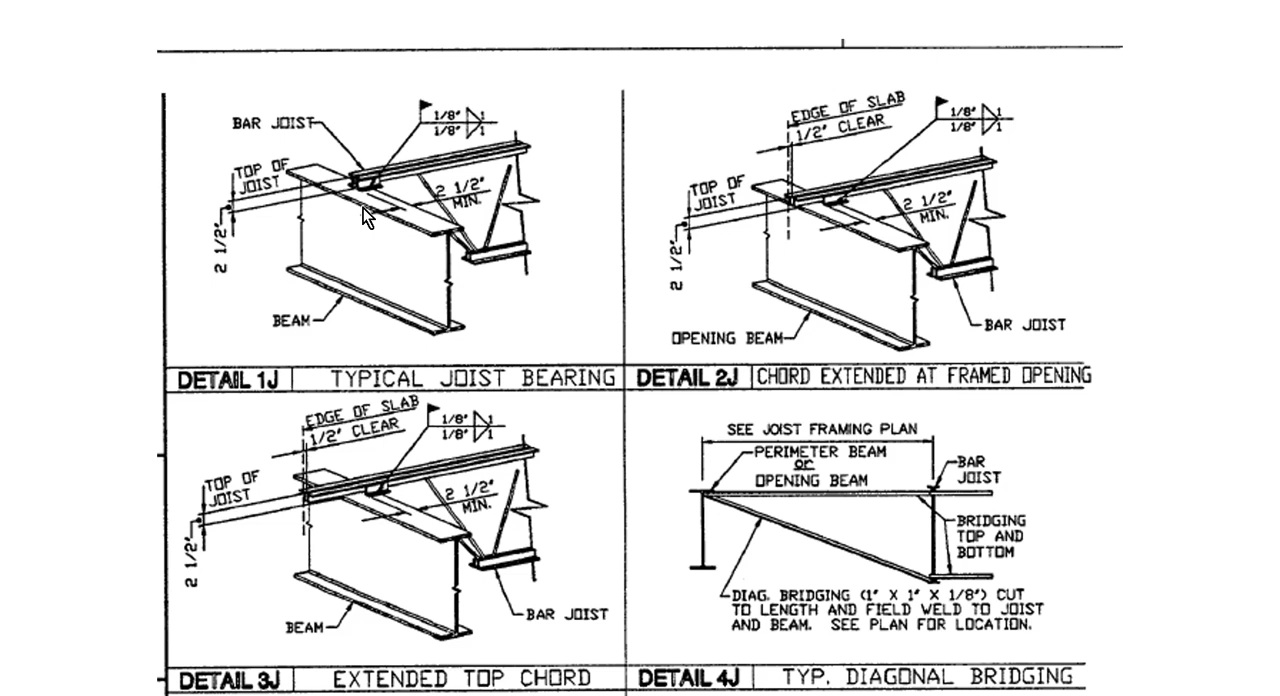 BAR JOIST
1/8" 1
1/8" 1
TOP OF
JOIST
2 1/2"
MIN.
2 1/2"
BEAM
DETAIL 1J TYPICAL JOIST BEARING
EDGE OF SLAB
1/2" CLEAR
1/8" 1
1/8" 1
TOP OF
JOIST
2 1/2"
MIN.
2 1/2"
BAR JOIST
OPENING BEAM
DETAIL 2J CHORD EXTENDED AT FRAMED OPENING
EDGE OF SLAB
1/2" CLEAR
1/8" 1
1/8" 1
TOP OF
JOIST
2 1/2"
MIN.
2 1/2"
BAR JOIST
BEAM
DETAIL 3J EXTENDED TOP CHORD
SEE JOIST FRAMING PLAN
PERIMETER BEAM
or
OPENING BEAM
BAR
JOIST
BRIDGING
TOP AND
BOTTOM
DIAG. BRIDGING (1" X 1" X 1/8") CUT
TO LENGTH AND FIELD WELD TO JOIST
AND BEAM. SEE PLAN FOR LOCATION.
DETAIL 4J TYP. DIAGONAL BRIDGING